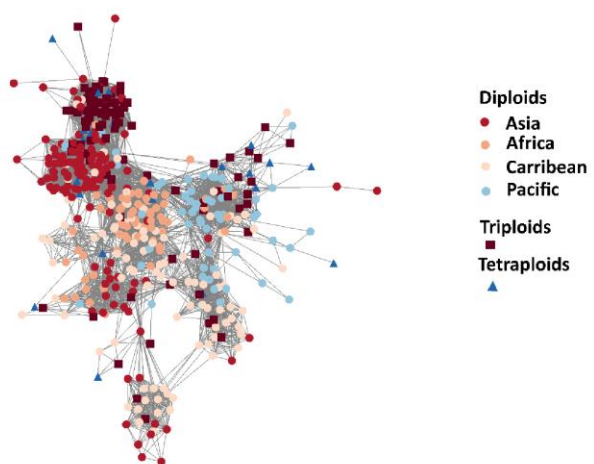 Diploids
Asia
Africa
Carribean
Pacific
Triploids
Tetraploids